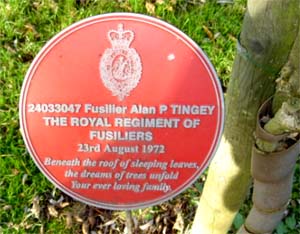 24033047 Fusilier Alan P TINGEY
THE ROYAL REGIMENT OF
FUSILIERS
23rd August 1972
Beneath the roof of sleeping leaves,
the dreams of trees unfold
Your ever loving family.